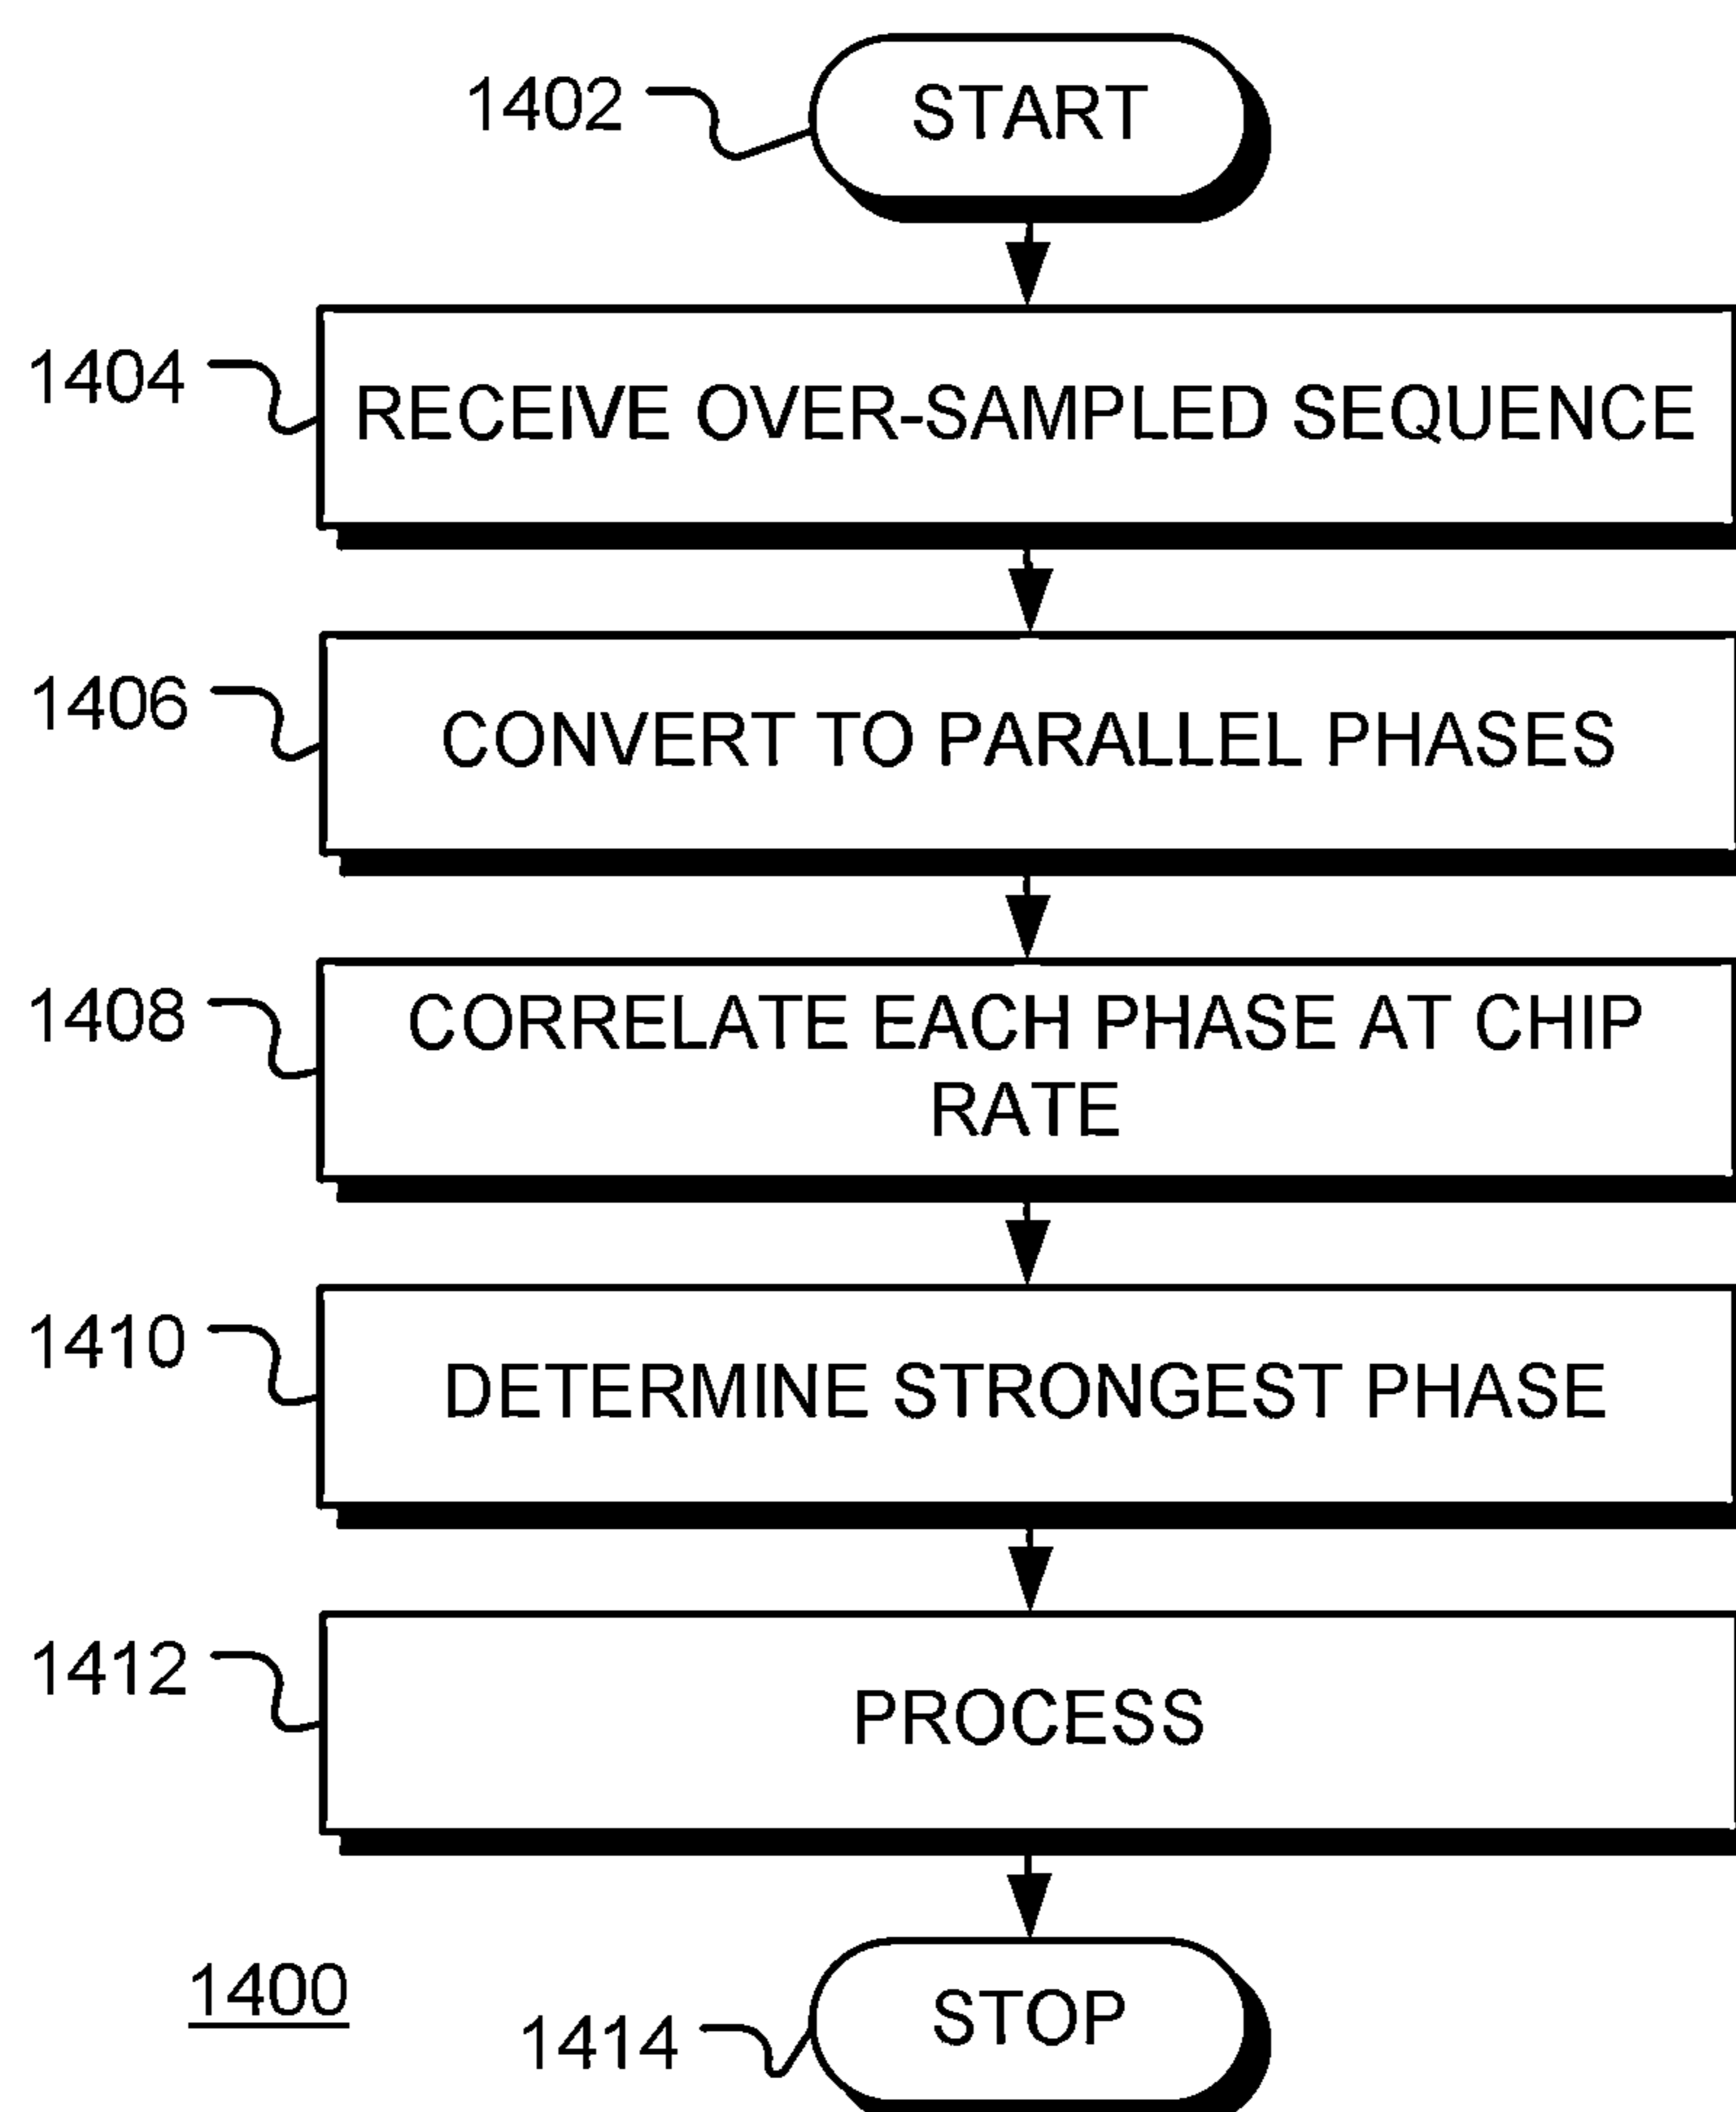 1402
START
1404
RECEIVE OVER-SAMPLED SEQUENCE
1406
CONVERT TO PARALLEL PHASES
1408
CORRELATE EACH PHASE AT CHIP
RATE
1410
DETERMINE STRONGEST PHASE
1412
PROCESS
1400
1414
STOP